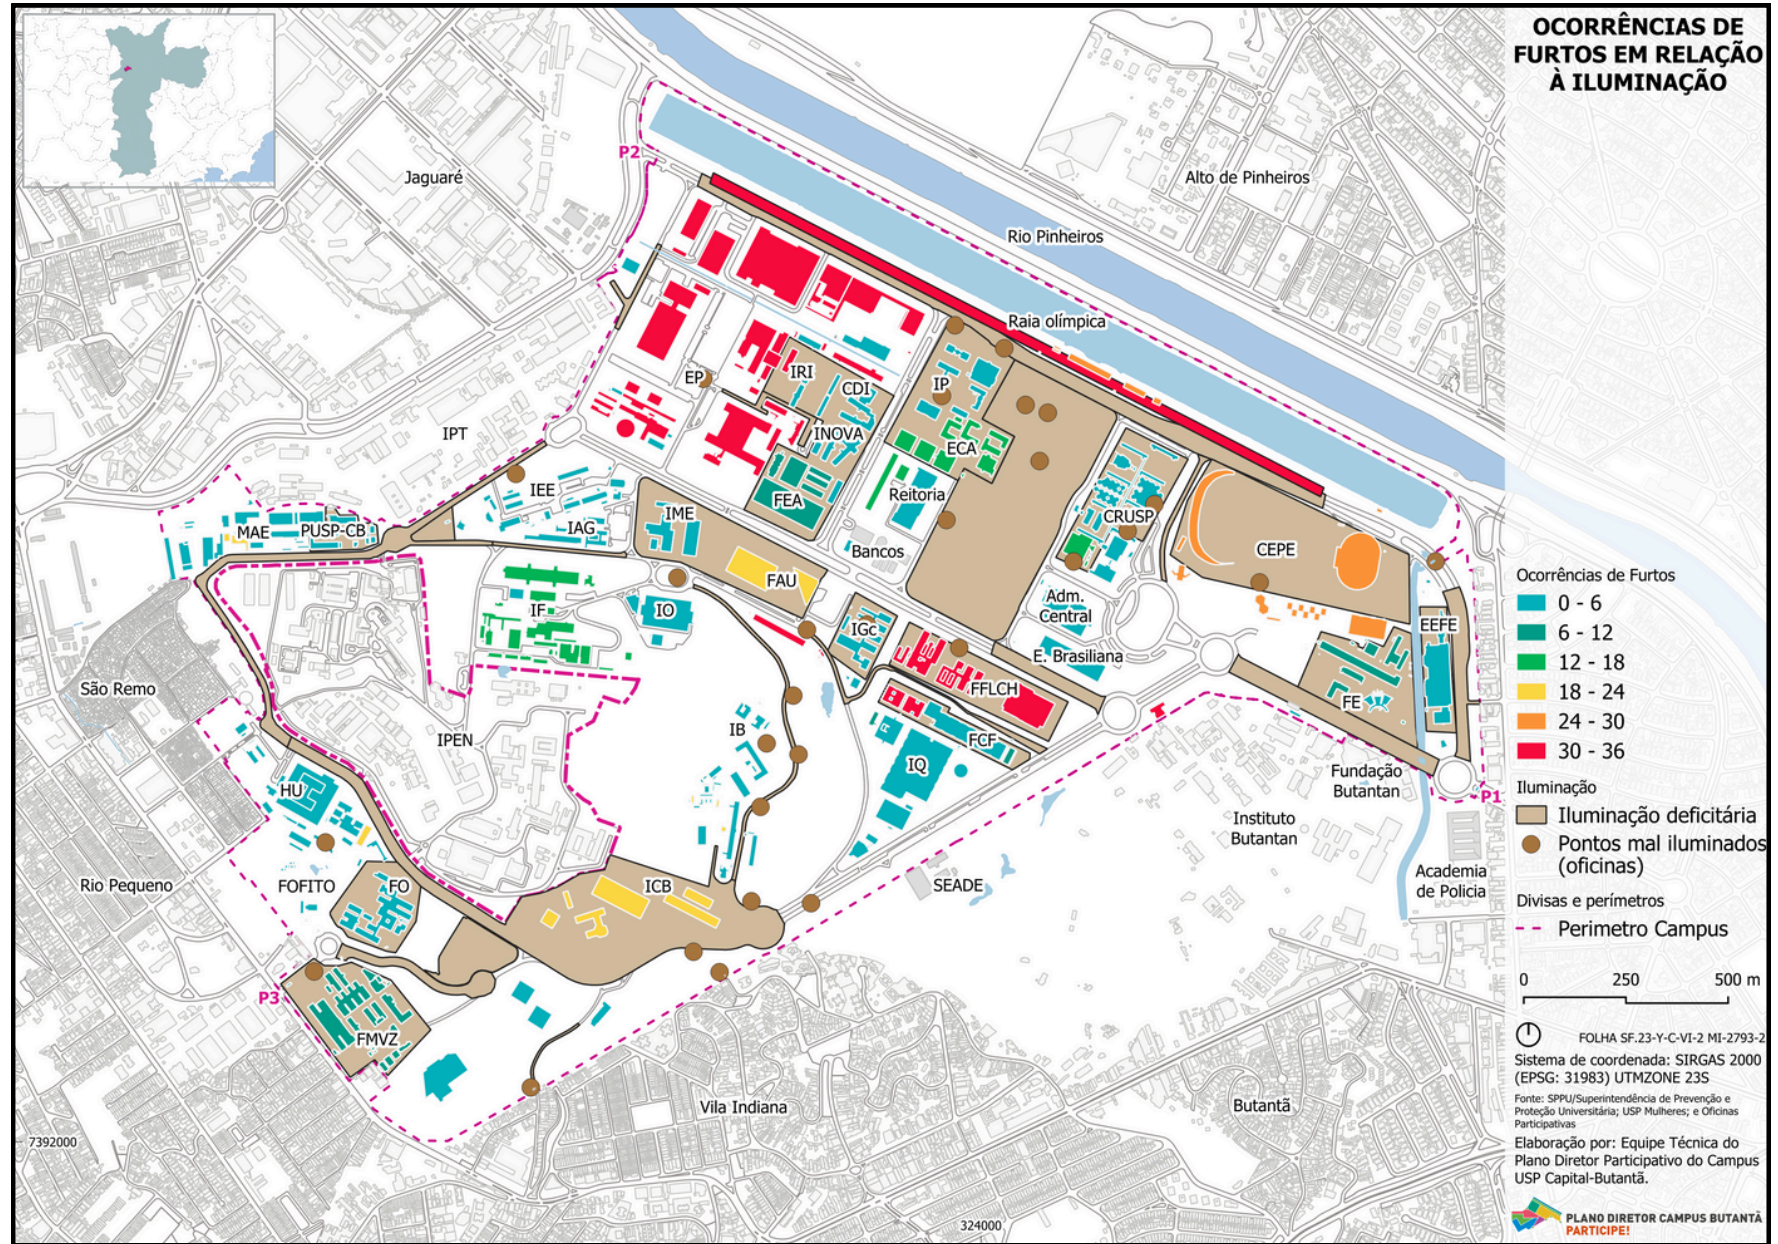 OCORRÊNCIAS DE
FURTOS EM RELAÇÃO
À ILUMINAÇÃO
P2
Jaguaré
Alto de Pinheiros
Rio Pinheiros
Raia olímpica
IRI
CDI
EP
IP
INOVA
ECA
IPT
IEE
FEA
Reitoria
IME
CRUSP
MAE
PUSP-CB
IAG
Bancos
CEPE
FAU
IF
IO
Adm.
Central
IGc
EEFE
E. Brasiliana
São Remo
FFLCH
FE
IPEN
IB
FCF
IQ
HU
Fundação
Butantan
P1
Instituto
Butantan
Rio Pequeno
FOFITO
FO
ICB
SEADE
Academia
de Policia
P3
FMVZ
Vila Indiana
Butantã
7392000
324000
Ocorrências de Furtos
0 - 6
6 - 12
12 - 18
18 - 24
24 - 30
30 - 36
Iluminação
Iluminação deficitária
Pontos mal iluminados
(oficinas)
Divisas e perímetros
Perimetro Campus
0 250 500 m
FOLHA SF.23-Y-C-VI-2 MI-2793-2
Sistema de coordenada: SIRGAS 2000
(EPSG: 31983) UTMZONE 23S
Fonte: SPPU/Superintendência de Prevenção e
Proteção Universitária; USP Mulheres; e Oficinas
Participativas
Elaboração por: Equipe Técnica do
Plano Diretor Participativo do Campus
USP Capital-Butantã.
PLANO DIRETOR CAMPUS BUTANTÃ
PARTICIPE!